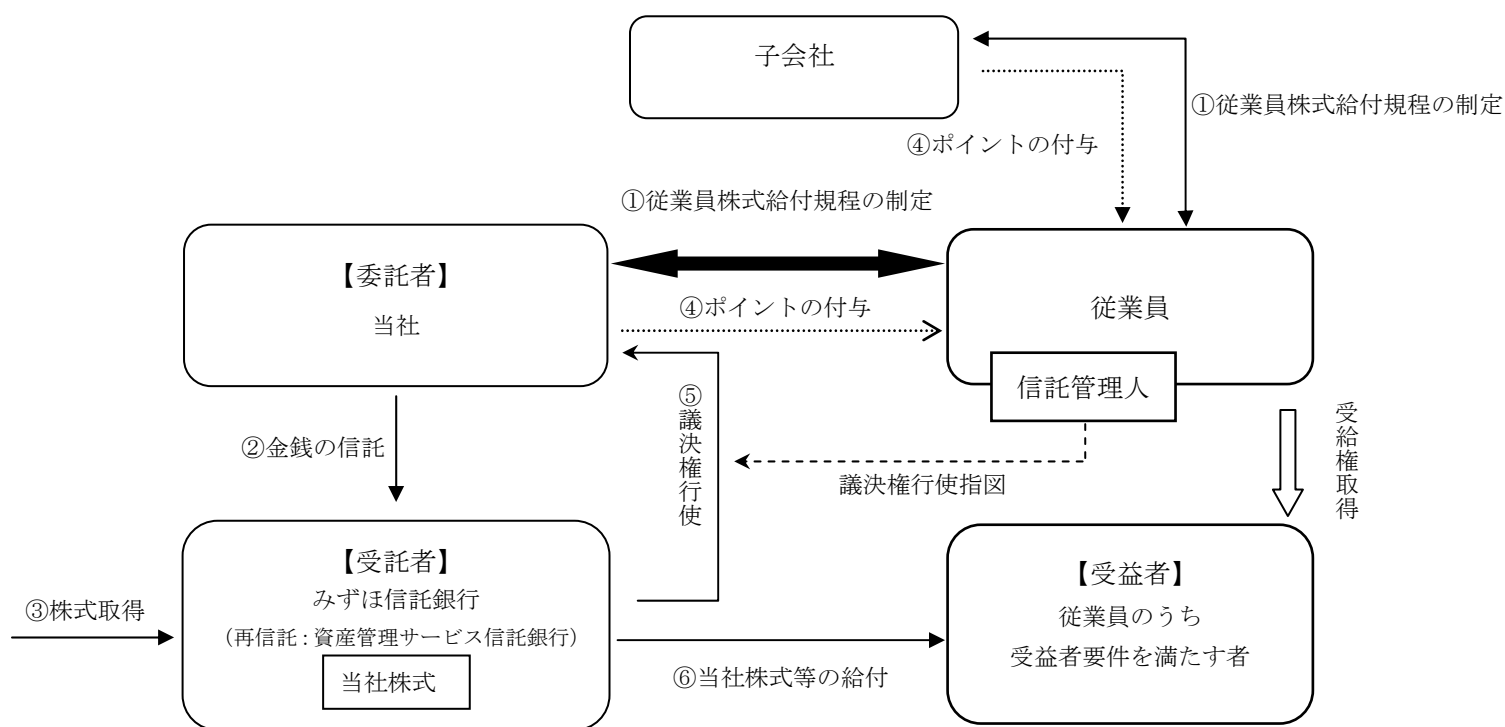 子会社
①従業員株式給付規程の制定
④ポイントの付与
①従業員株式給付規程の制定
【委託者】
当社
④ポイントの付与
従業員
信託管理人
②金銭の信託
⑤議決権行使
議決権行使指図
受給権取得
③株式取得
【受託者】
みずほ信託銀行
(再信託:資産管理サービス信託銀行)
当社株式
⑥当社株式等の給付
【受益者】
従業員のうち
受益者要件を満たす者